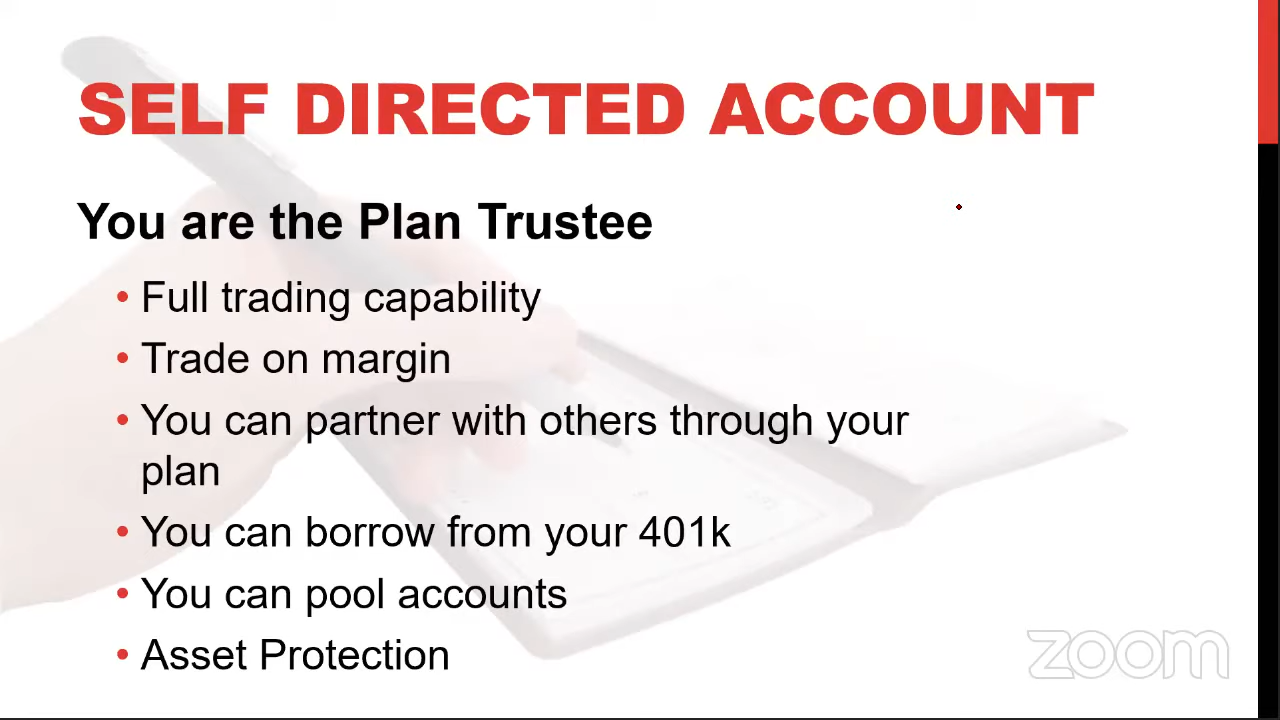 SELF DIRECTED ACCOUNT
You are the Plan Trustee
• Full trading capability
• Trade on margin
• You can partner with others through your
plan
• You can borrow from your 401k
• You can pool accounts
• Asset Protection
zoom